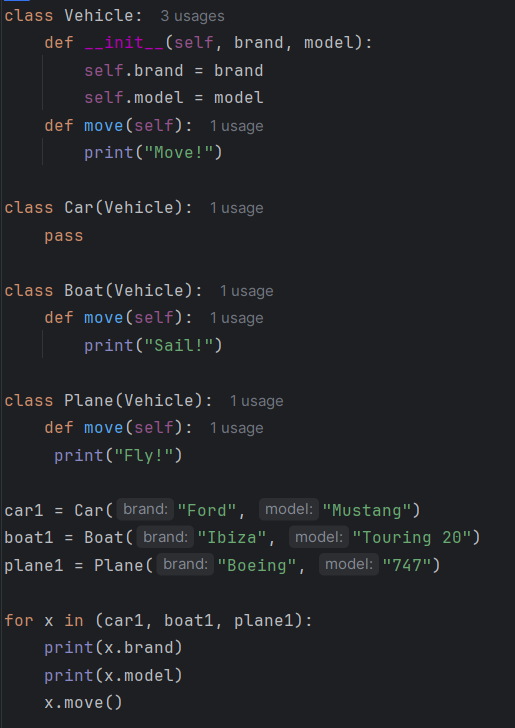 class Vehicle: 3 usages
    def __init__(self, brand, model):
        self.brand = brand
        self.model = model
    def move(self): 1 usage
        print("Move!")

class Car(Vehicle): 1 usage
    pass

class Boat(Vehicle): 1 usage
    def move(self): 1 usage
        print("Sail!")

class Plane(Vehicle): 1 usage
    def move(self): 1 usage
     print("Fly!")

car1 = Car(brand: "Ford", model: "Mustang")
boat1 = Boat(brand: "Ibiza", model: "Touring 20")
plane1 = Plane(brand: "Boeing", model: "747")

for x in (car1, boat1, plane1):
    print(x.brand)
    print(x.model)
    x.move()